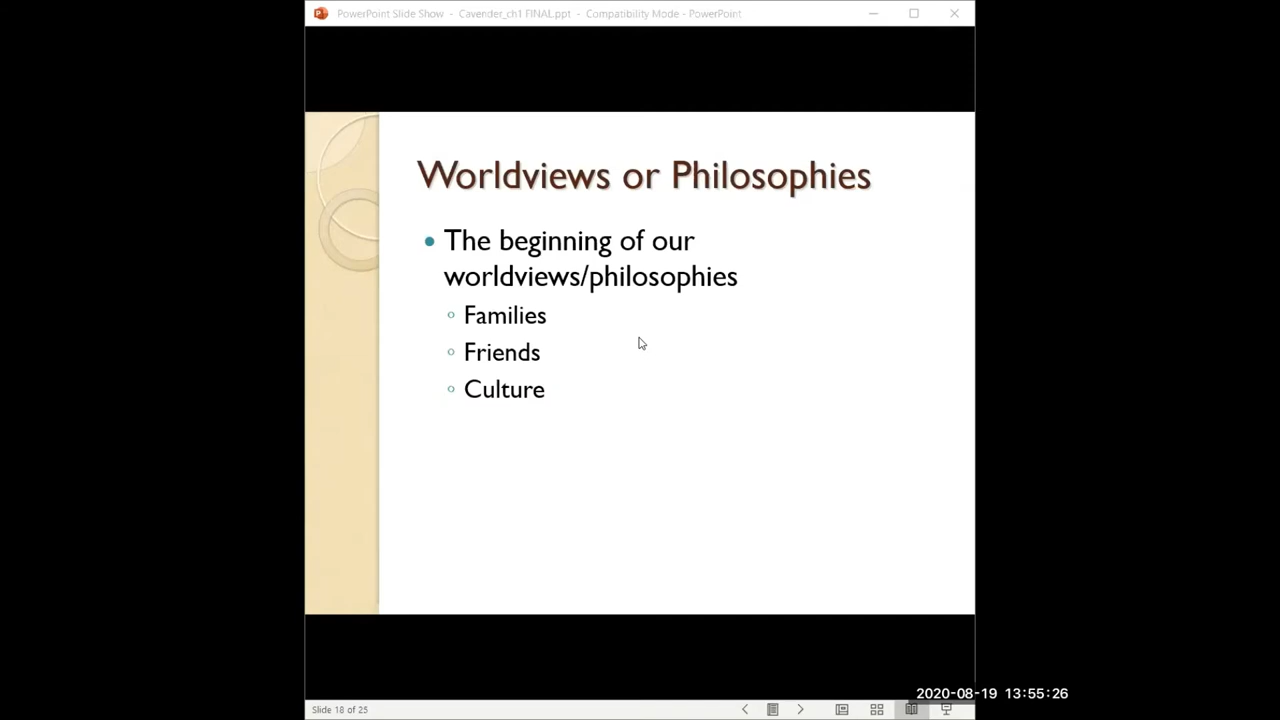 PowerPoint Slide Show - Cavender_ch1 FINAL.ppt - Compatibility Mode - PowerPoint
Worldviews or Philosophies
• The beginning of our
worldviews/philosophies
◦ Families
◦ Friends
◦ Culture
2020-08-19 13:55:26
Slide 18 of 25